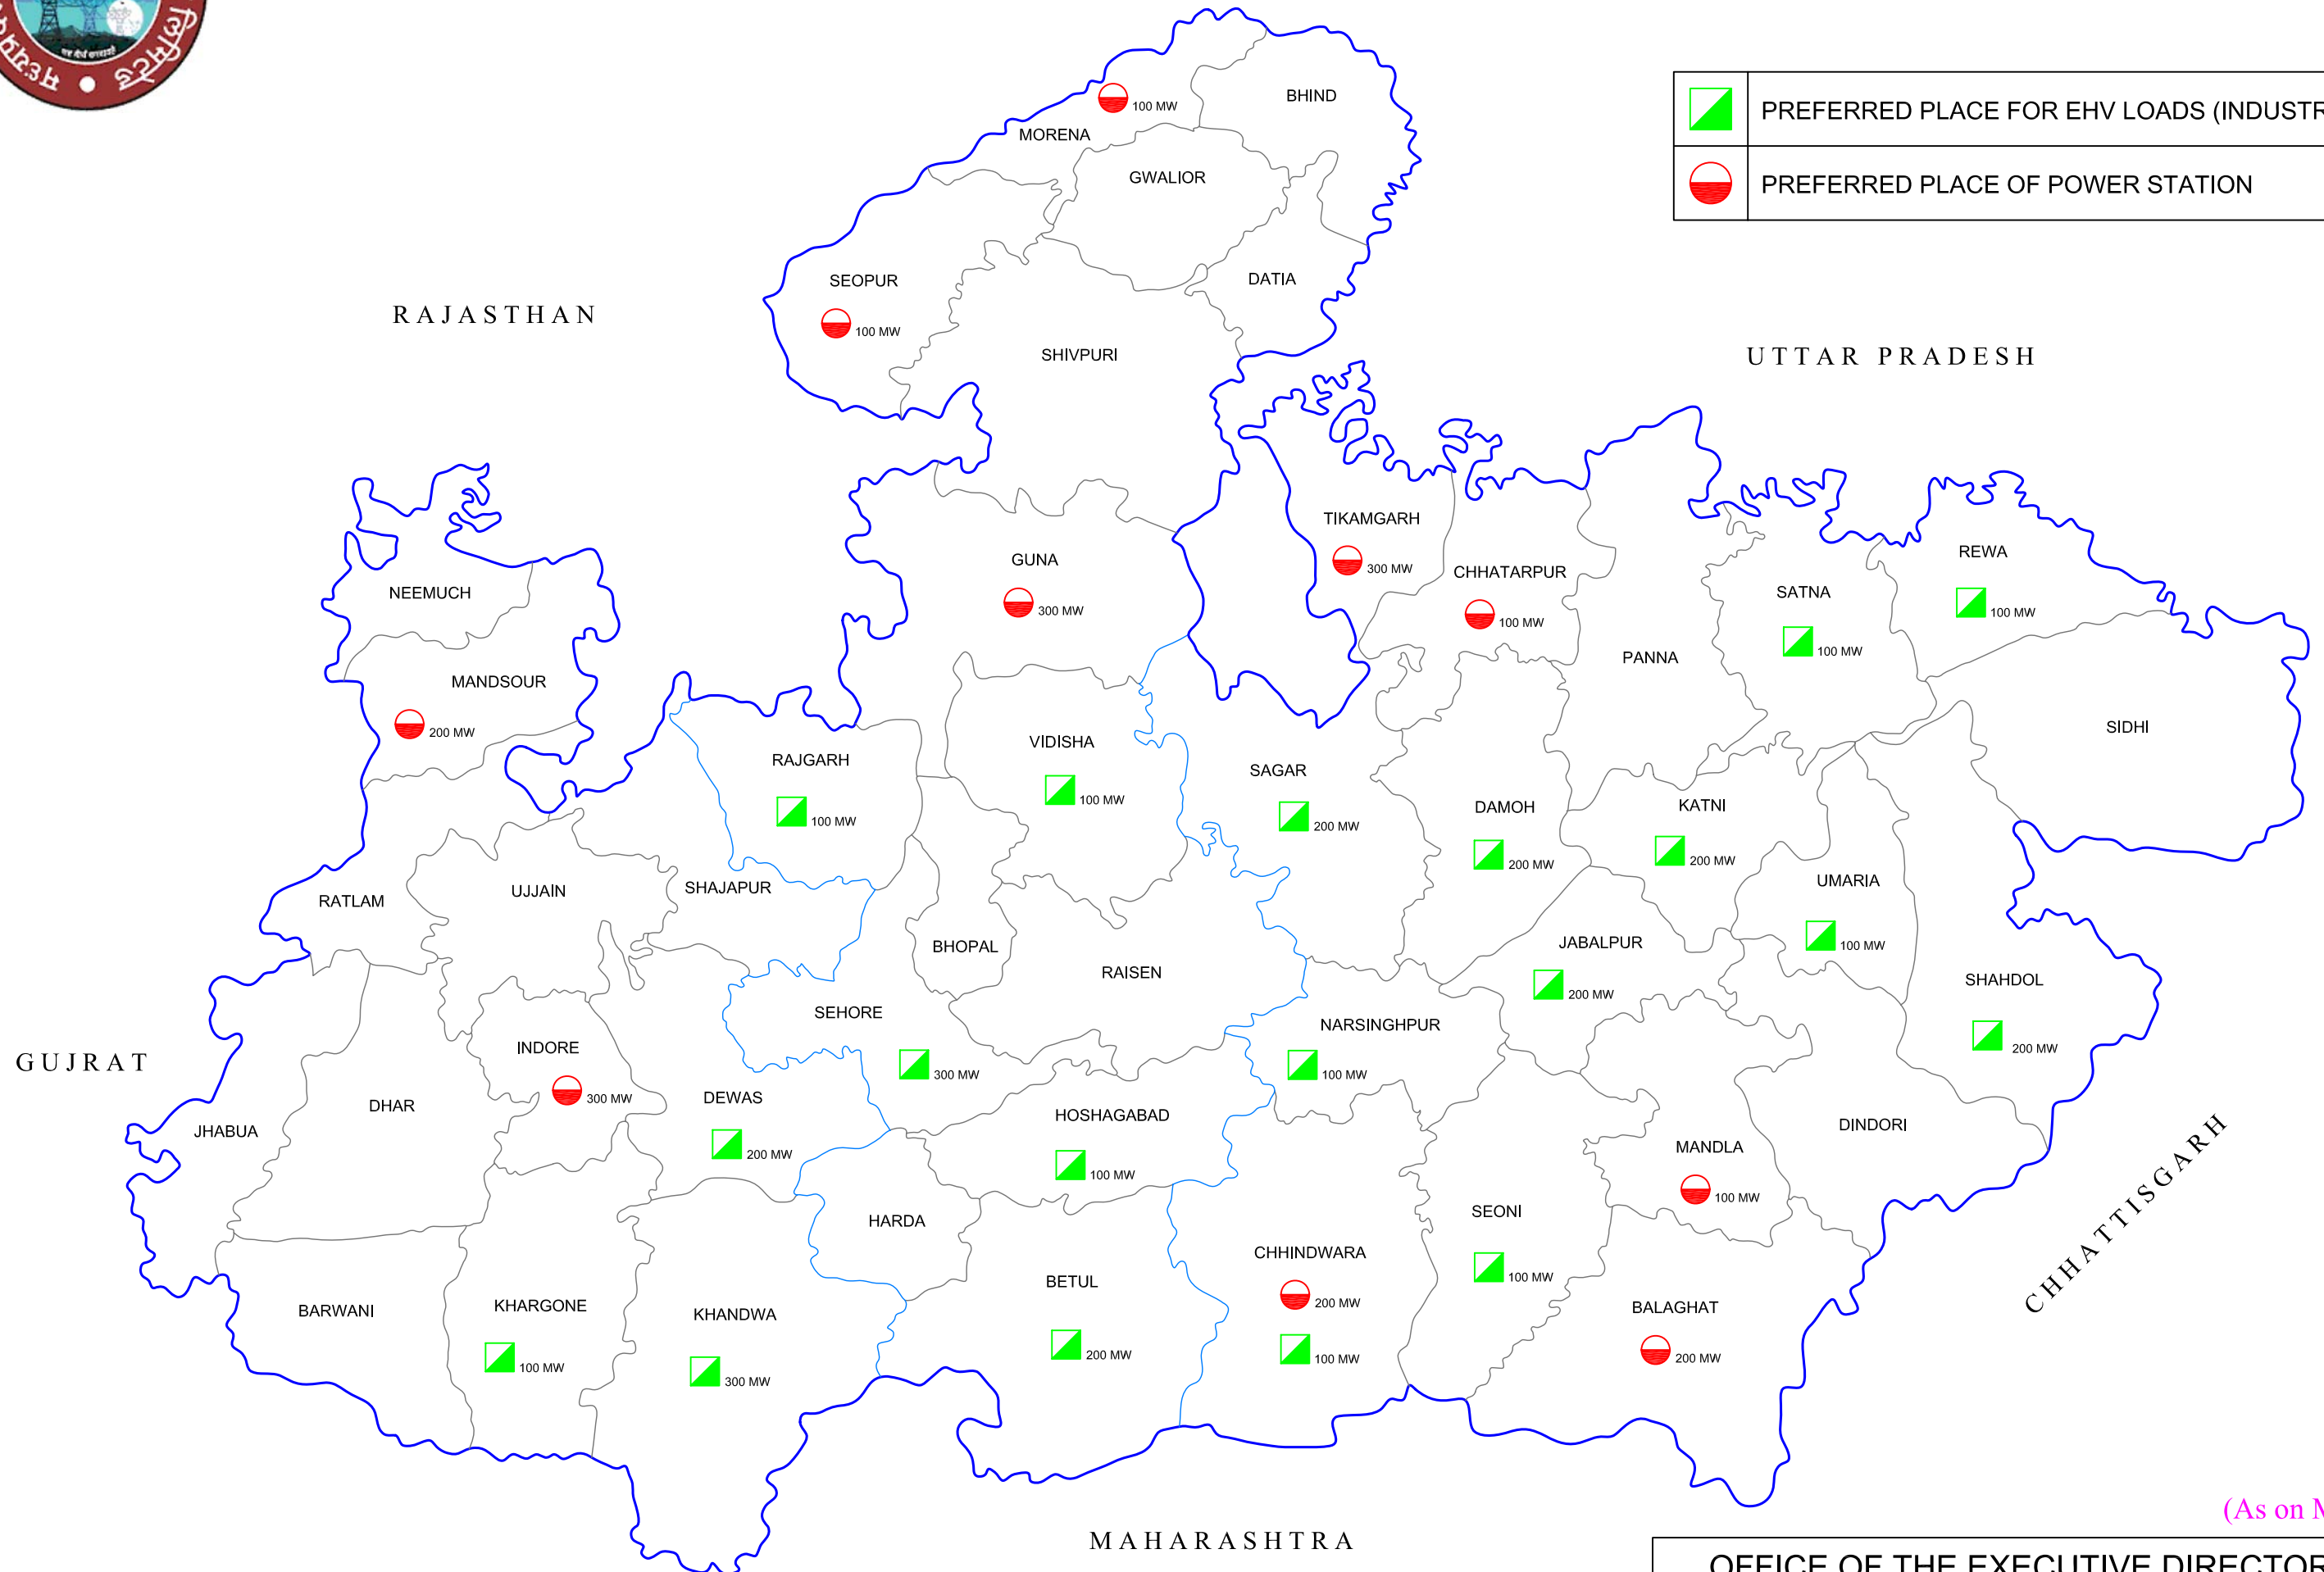 100 MW
BHIND
MORENA
GWALIOR
PREFERRED PLACE FOR EHV LOADS
PREFERRED PLACE OF POWER STATION
SEOPUR
100 MW
DATIA
RAJASTHAN
SHIVPURI
UTTAR PRADESH
TIKAMGARH
300 MW
CHHATARPUR
100 MW
GUNA
300 MW
REWA
100 MW
SATNA
100 MW
NEEMUCH
PANNA
MANDSOUR
200 MW
SIDHI
VIDISHA
100 MW
RAJGARH
100 MW
SAGAR
200 MW
DAMOH
200 MW
KATNI
200 MW
UMARIA
100 MW
RATLAM
UJJAIN
SHAJAPUR
BHOPAL
RAISEN
JABALPUR
200 MW
SHAHDOL
200 MW
SEHORE
300 MW
NARSINGHPUR
100 MW
GUJRAT
INDORE
300 MW
DEWAS
200 MW
DHAR
JHABUA
HOSHAGABAD
100 MW
DINDORI
MANDLA
100 MW
CHHATTISGARH
HARDA
SEONI
100 MW
CHHINDWARA
200 MW
100 MW
BETUL
200 MW
BARWANI
KHARGONE
100 MW
KHANDWA
300 MW
BALAGHAT
200 MW
MAHARASHTRA
(As on
OFFICE OF THE EXECUTIVE DIRECTOR